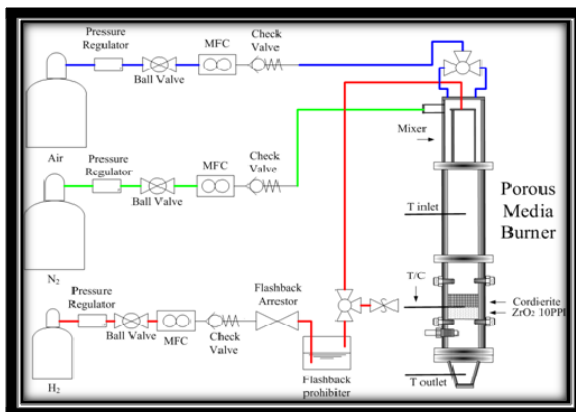 Pressure
Regulator
Ball Valve
MFC
Check
Valve
Air
Mixer
Pressure
Regulator
Ball Valve
MFC
Check
Valve
N2
T inlet
Porous
Media
Burner
Pressure
Regulator
Ball Valve
MFC
Check
Valve
Flashback
Arrestor
H2
Flashback
prohibiter
T/C
Cordierite
ZrO2 10PPI
T outlet